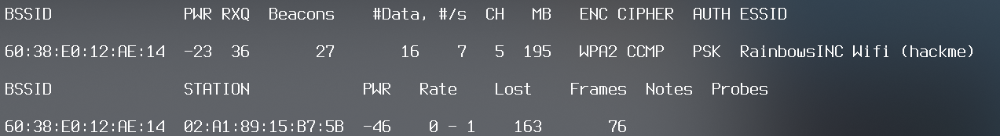 BSSID PWR RXQ Beacons #Data, #/s CH MB ENC CIPHER AUTH ESSID
60:38:E0:12:AE:14 -23 36 27 16 7 5 195 WPA2 CCMP PSK RainbowsINC Wifi (hackme)
BSSID STATION PWR Rate Lost Frames Notes Probes
60:38:E0:12:AE:14 02:A1:89:15:B7:5B -46 0 - 1 163 76